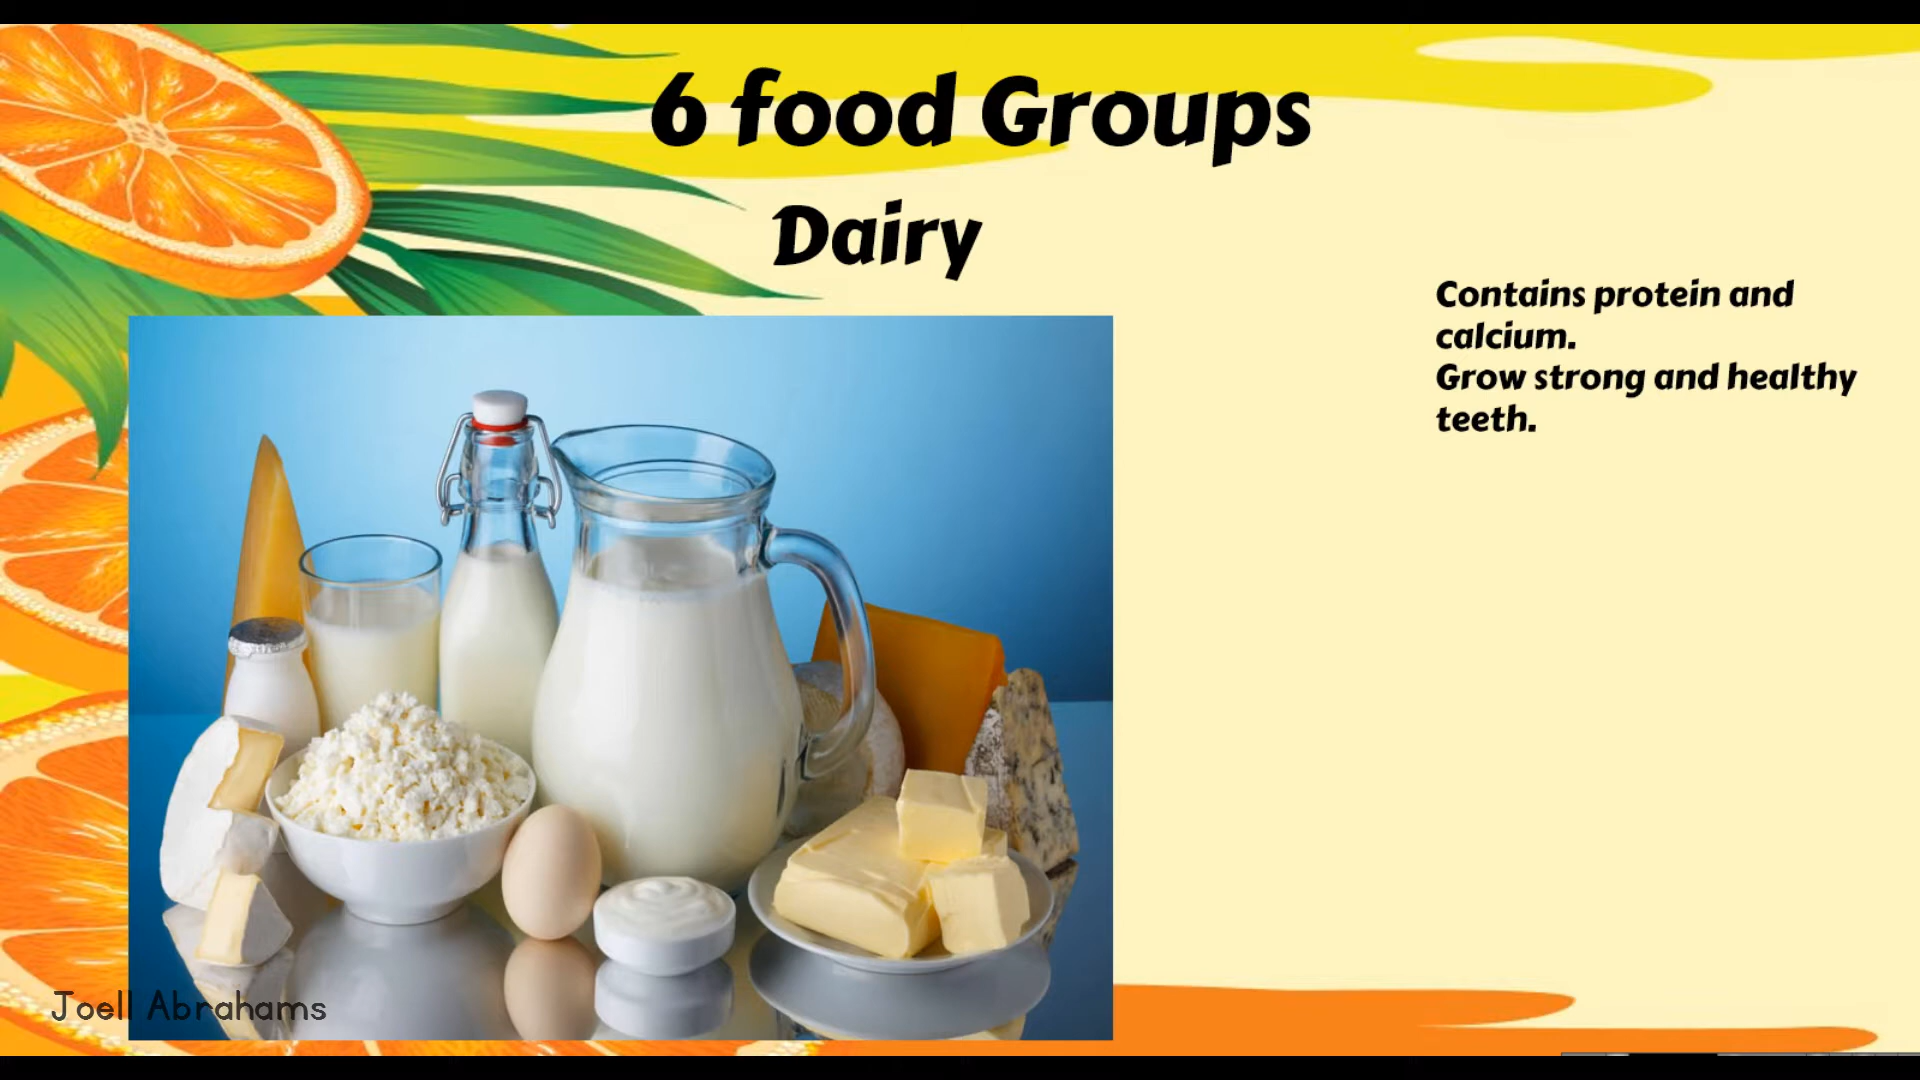 6 food Groups
Dairy
Contains protein and
calcium.
Grow strong and healthy
teeth.
Joell Abrahams